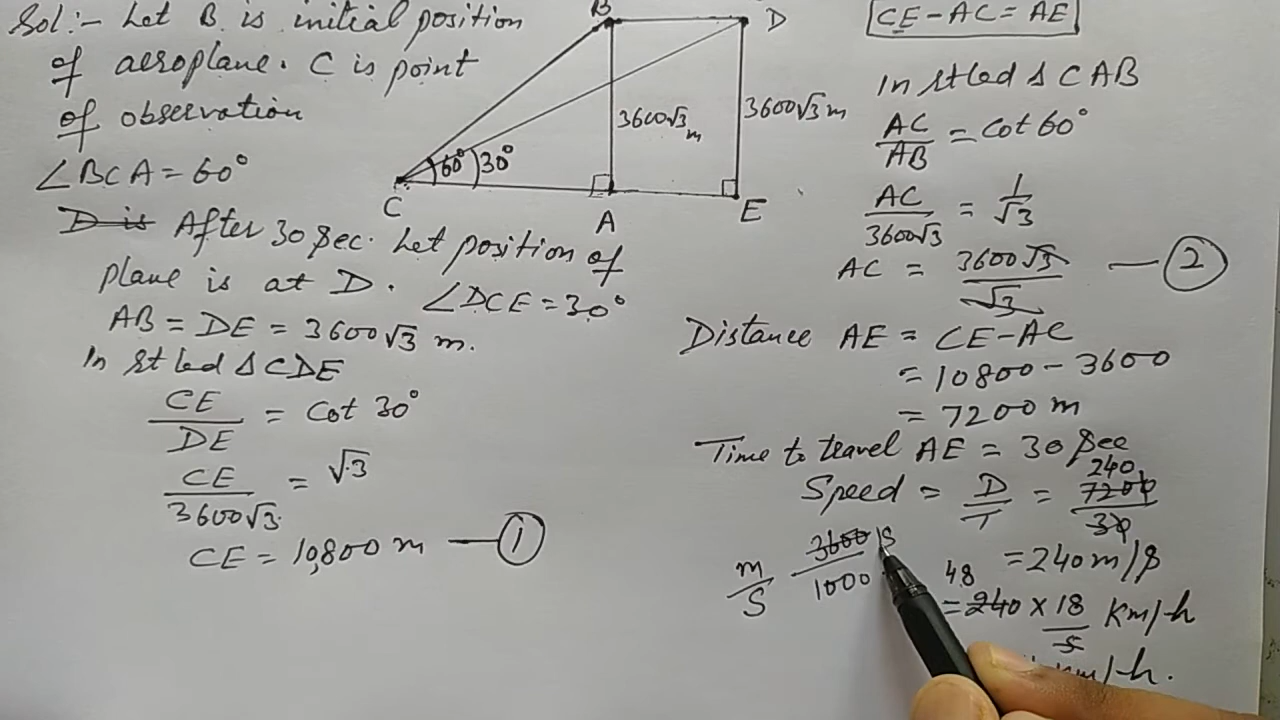 Sol:- Let B is initial position
of aeroplane. C is point
of observation
∠BCA = 60°
D is After 30 sec. Let position of
plane is at D. ∠DCE = 30°
AB = DE = 3600√3 m.
In rt led Δ CDE
CE/DE = Cot 30°
CE/3600√3 = √3
CE = 10,800 m — ①
B D
3600√3 m
3600√3 m
60° 30°
C A E
CE - AC = AE
In rt led Δ CAB
AC/AB = Cot 60°
AC/3600√3 = 1/√3
AC = 3600√3/√3 — ②
Distance AE = CE - AC
= 10800 - 3600
= 7200 m
Time to travel AE = 30 sec
240
Speed = D/T = 7200/30
= 240 m/s
m/s 3600/1000
48
= 240 × 18/5 Km/h
km/h.